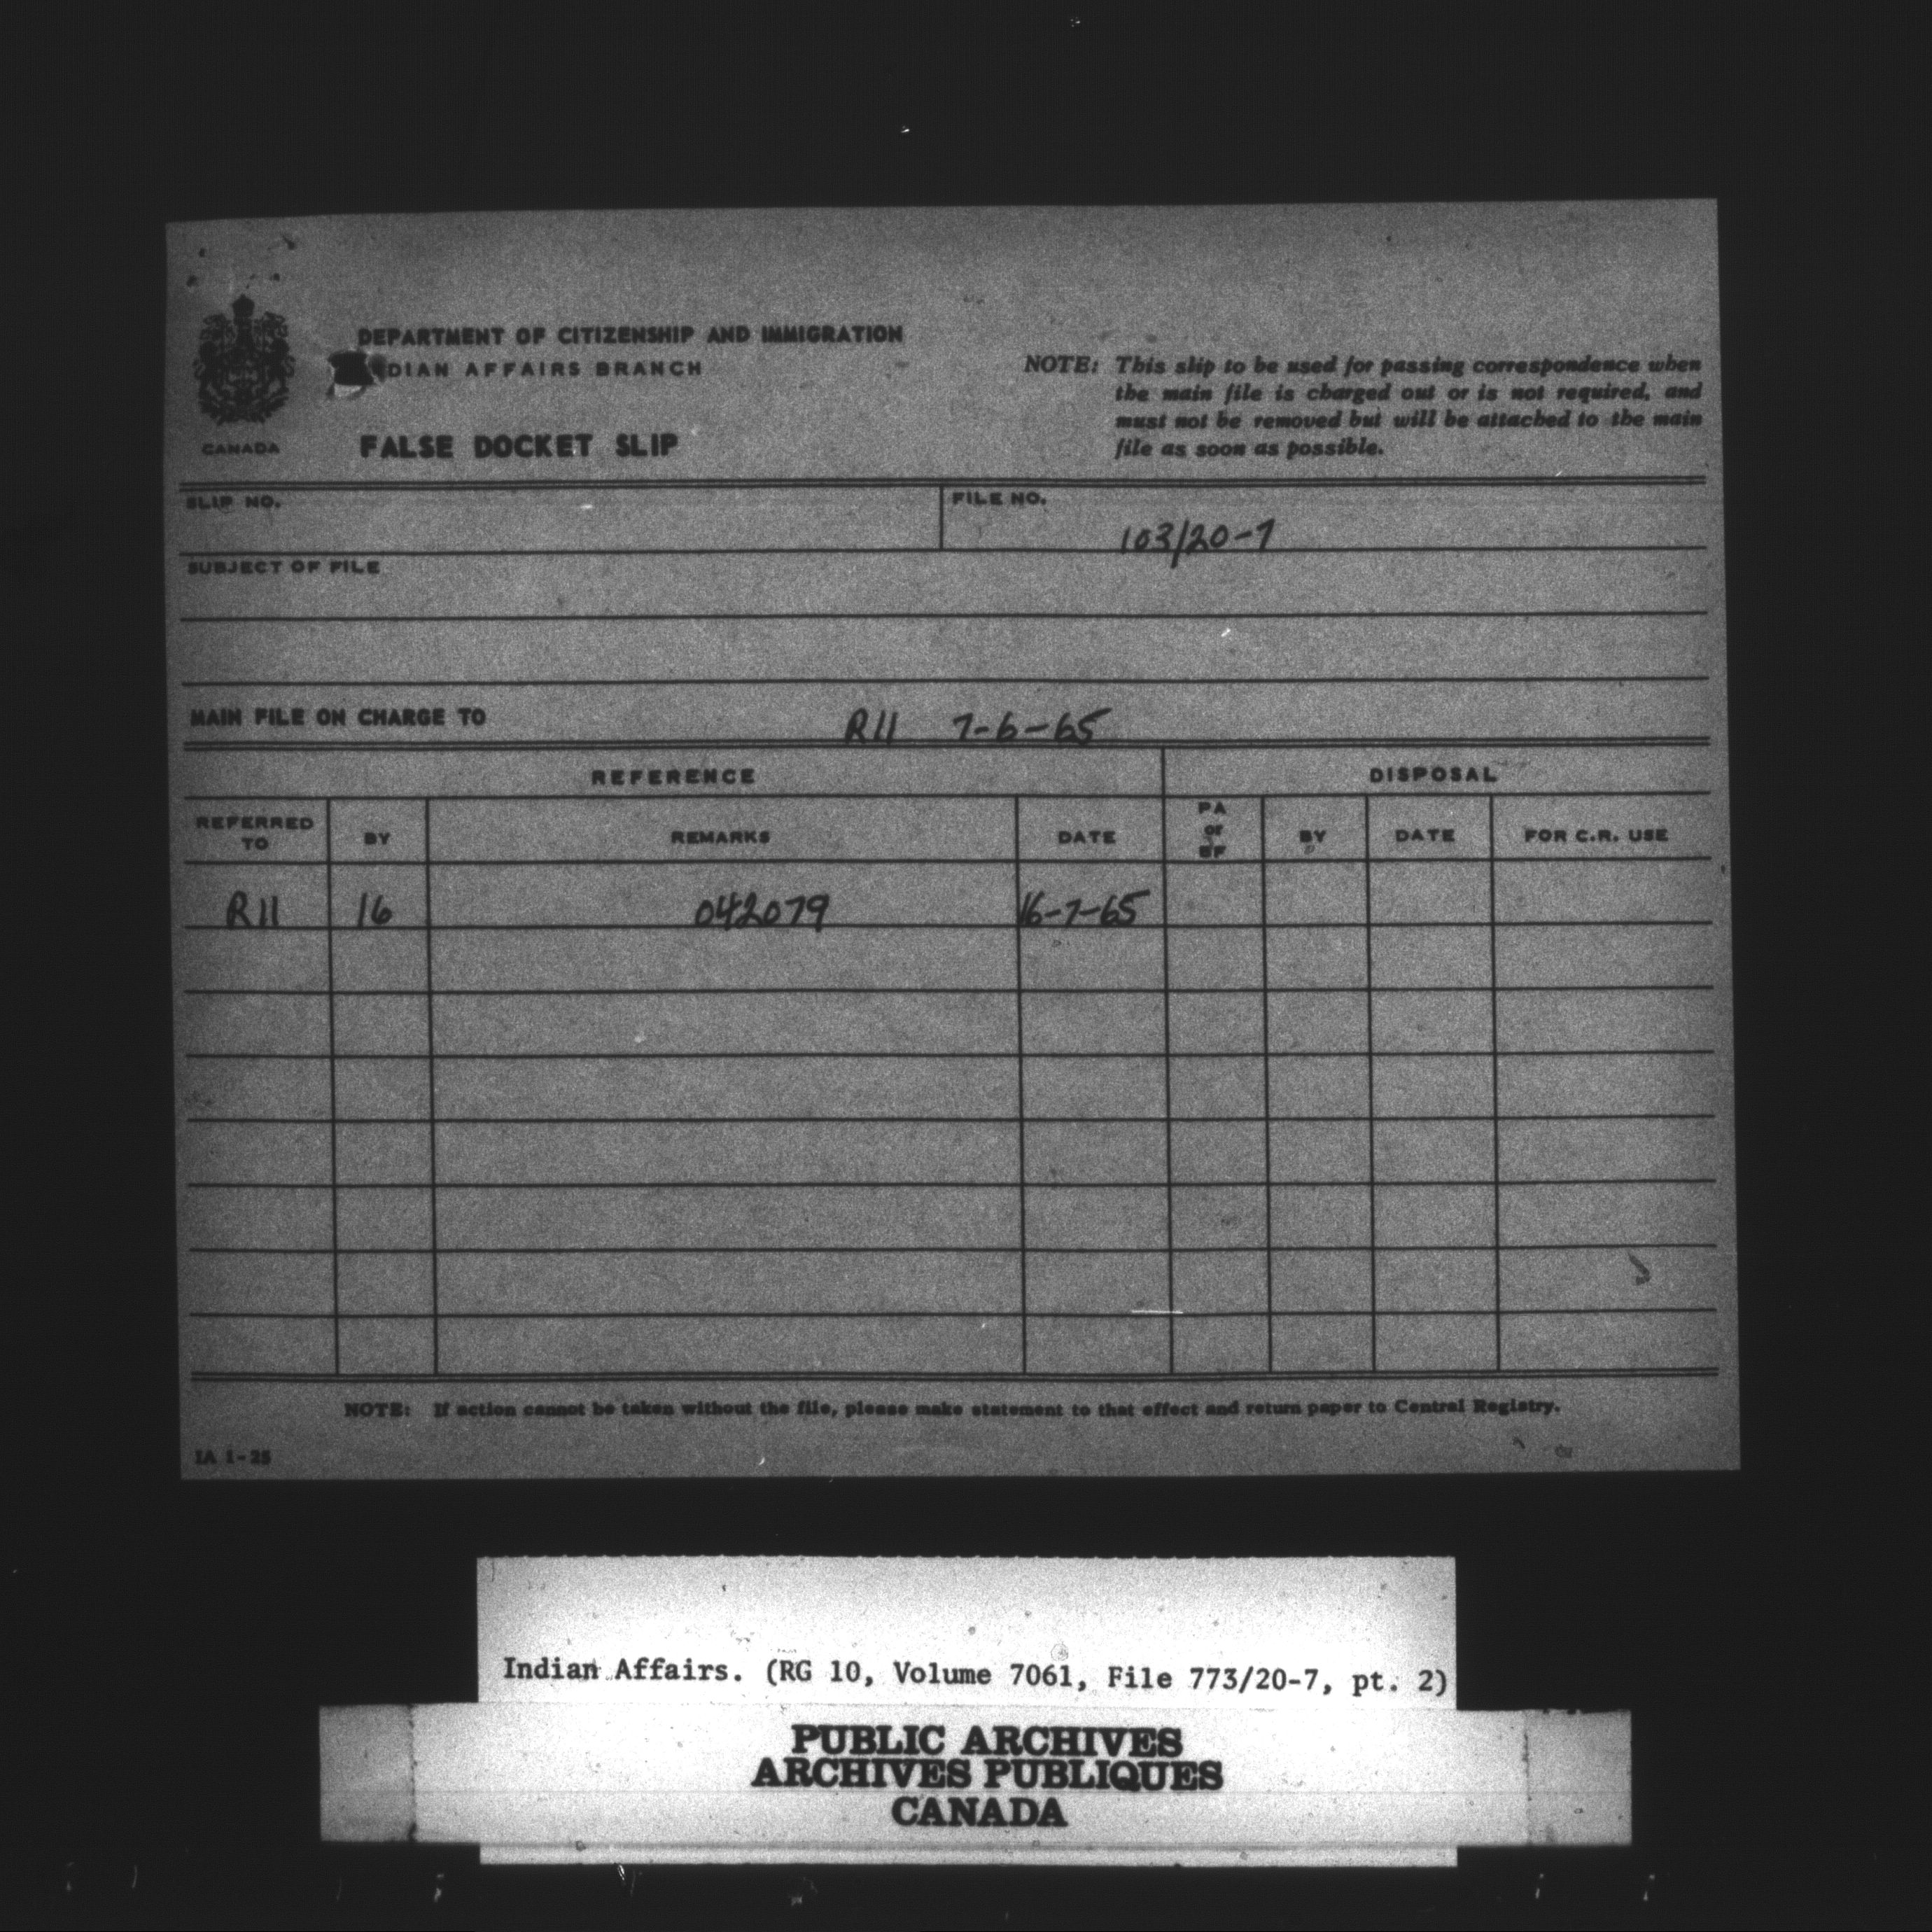 DEPARTMENT OF CITIZENSHIP AND IMMIGRATION
DIAN AFFAIRS BRANCH
CANADA
FALSE DOCKET SLIP
NOTE: This slip to be used for passing correspondence when
the main file is charged out or is not required, and
must not be removed but will be attached to the main
file as soon as possible.
SLIP NO.
FILE NO.
103/20-7
SUBJECT OF FILE
MAIN FILE ON CHARGE TO R11 7-6-65
REFERENCE DISPOSAL
REFERRED TO BY REMARKS DATE PA or BF BY DATE FOR C.R. USE
R11 16 042079 16-7-65
NOTE: If action cannot be taken without the file, please make statement to that effect and return paper to Central Registry.
IA 1-25
Indian Affairs. (RG 10, Volume 7061, File 773/20-7, pt. 2)
PUBLIC ARCHIVES
ARCHIVES PUBLIQUES
CANADA